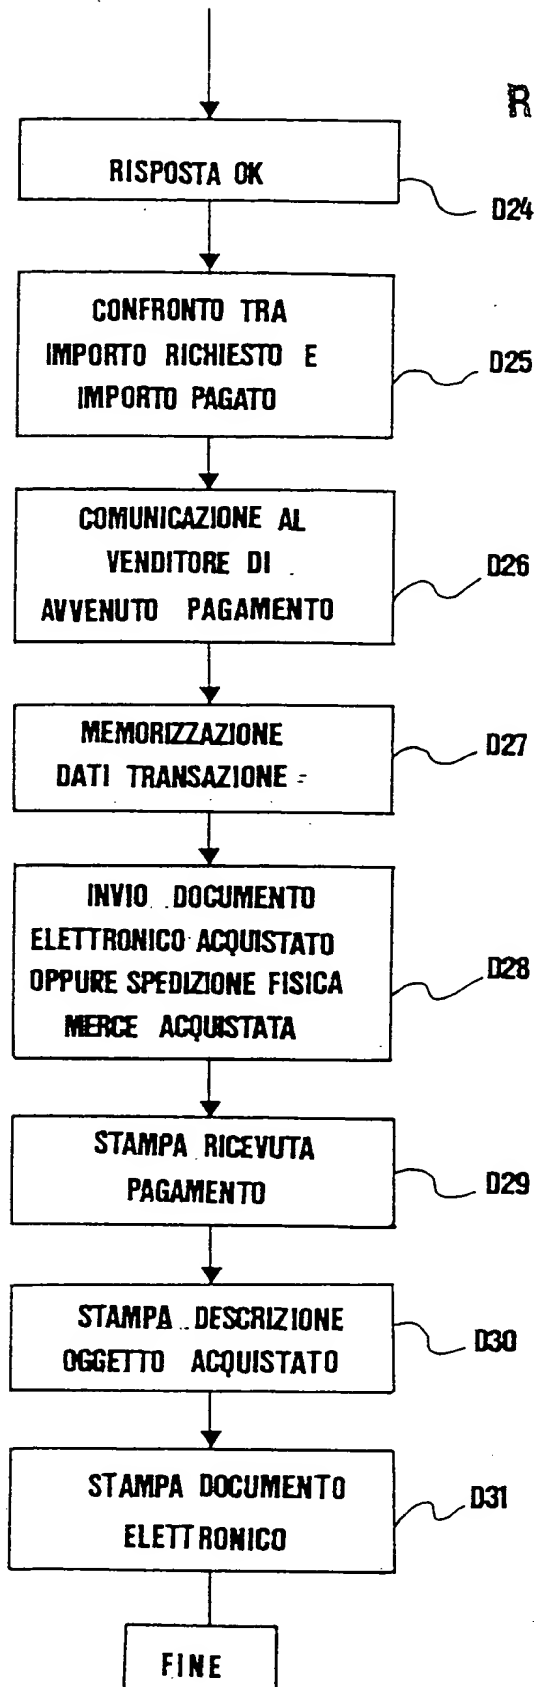 R
RISPOSTA OK
D24
CONFRONTO TRA
IMPORTO RICHIESTO E
IMPORTO PAGATO
D25
COMUNICAZIONE AL
VENDITORE DI
AVVENUTO PAGAMENTO
D26
MEMORIZZAZIONE
DATI TRANSAZIONE
D27
INVIO DOCUMENTO
ELETTRONICO ACQUISTATO
OPPURE SPEDIZIONE FISICA
MERCE ACQUISTATA
D28
STAMPA RICEVUTA
PAGAMENTO
D29
STAMPA DESCRIZIONE
OGGETTO ACQUISTATO
D30
STAMPA DOCUMENTO
ELETTRONICO
D31
FINE